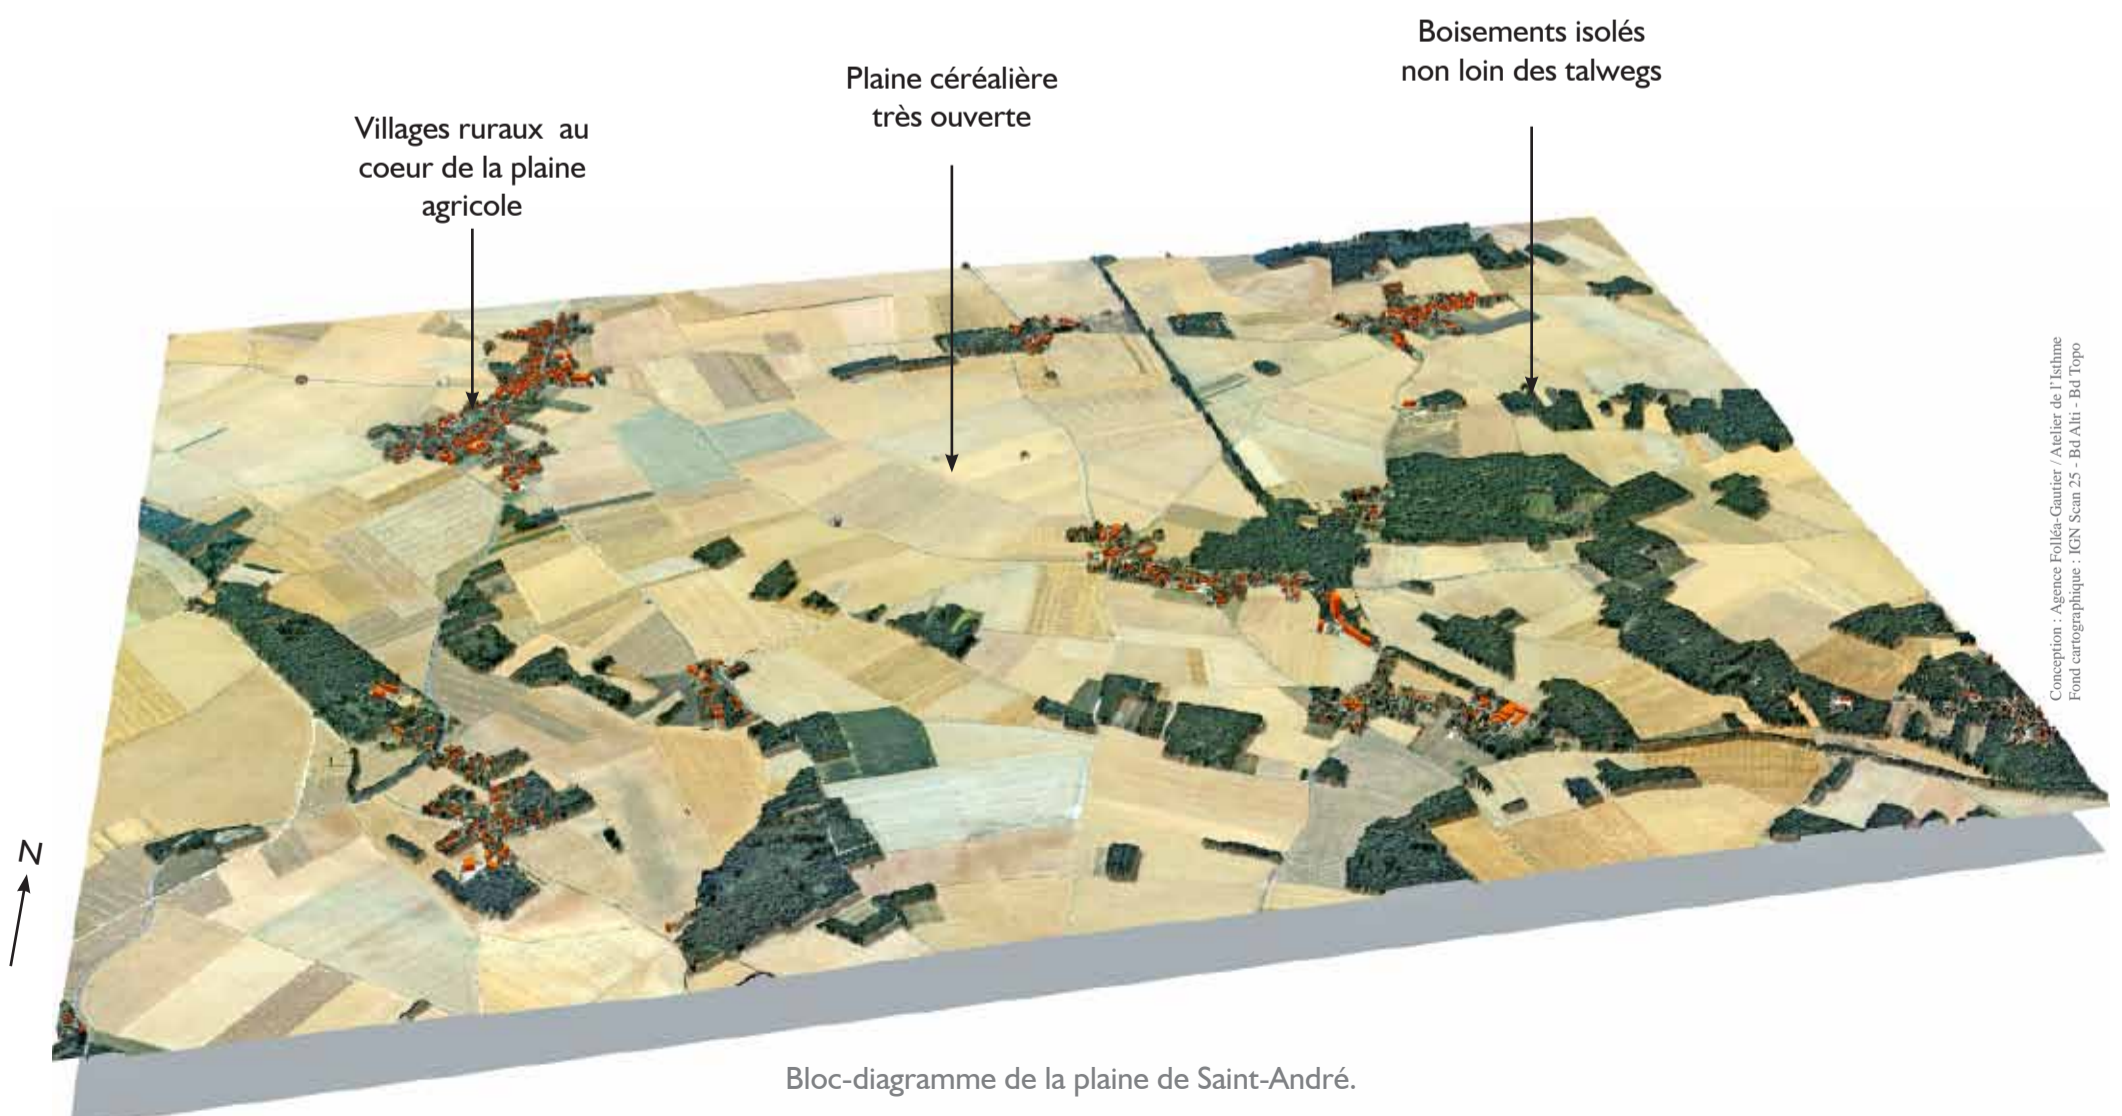 Boisements isolés
non loin des talwegs
Plaine céréalière
très ouverte
Villages ruraux au
coeur de la plaine
agricole
Conception : Agence Folléa-Gautier / Atelier de l'Isthme
Fond cartographique : IGN Scan 25 - Bd Alti - Bd Topo
N
Bloc-diagramme de la plaine de Saint-André.